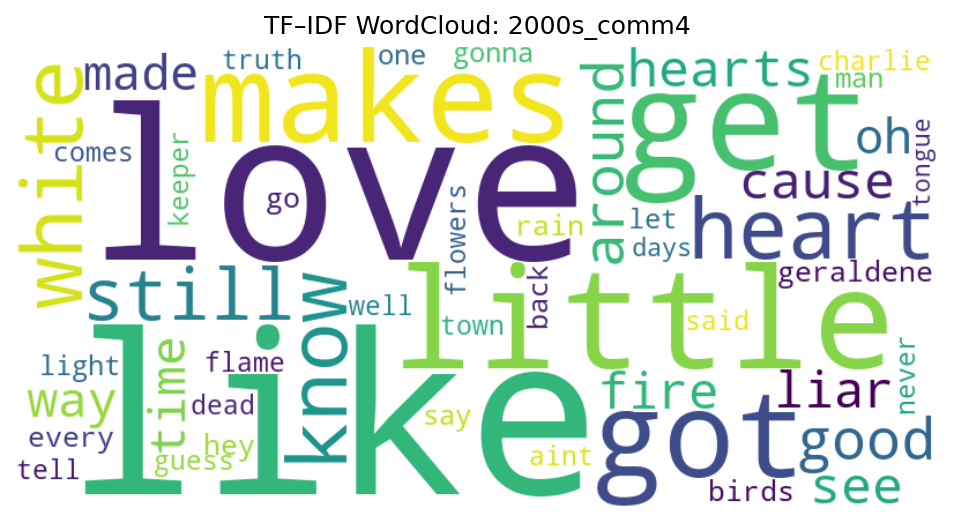 TF–IDF WordCloud: 2000s_comm4
white
made
truth
one
gonna
makes
hearts
charlie
man
get
around
oh
comes
keeper
love
go
flowers
rain
let
days
cause
tongue
heart
still
know
well
little
back
town
said
geraldene
like
light
time
flame
way
dead
every
hey
guess
tell
say
aint
fire
liar
never
got
good
birds
see